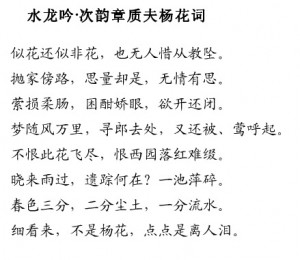 水龙吟·次韵章质夫杨花词
似花还似非花，也无人惜从教坠。
抛家傍路，思量却是，无情有思。
萦损柔肠，困酣娇眼，欲开还闭。
梦随风万里，寻郎去处，又还被、莺呼起。
不恨此花飞尽，恨西园落红难缀。
晓来雨过，遗踪何在？一池萍碎。
春色三分，二分尘土，一分流水。
细看来，不是杨花，点点是离人泪。